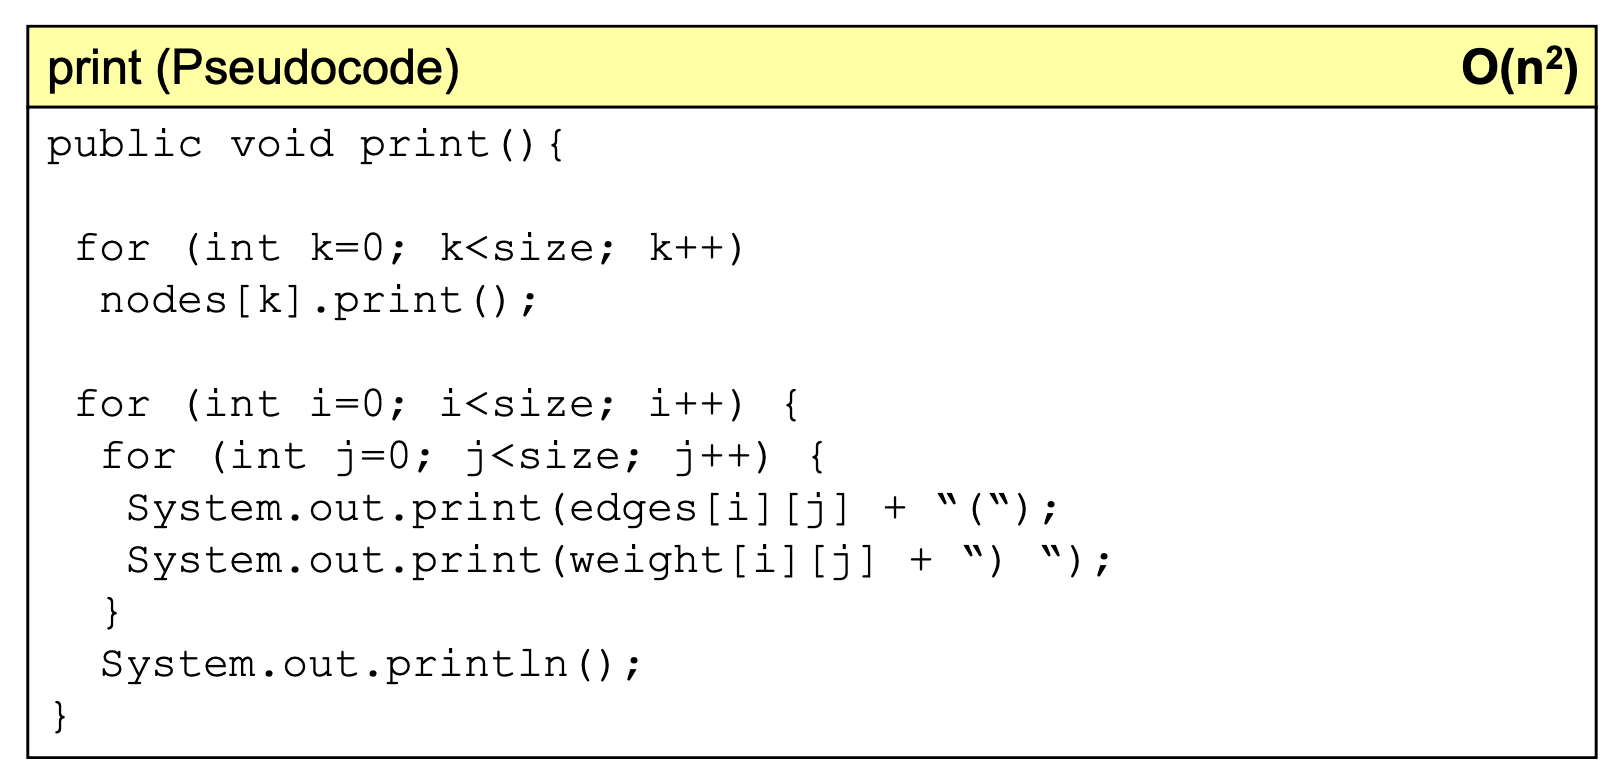 print (Pseudocode) O(n²)
public void print(){
for (int k=0; k<size; k++)
nodes[k].print();
for (int i=0; i<size; i++) {
for (int j=0; j<size; j++) {
System.out.print(edges[i][j] + “(“);
System.out.print(weight[i][j] + “) “);
}
System.out.println();
}